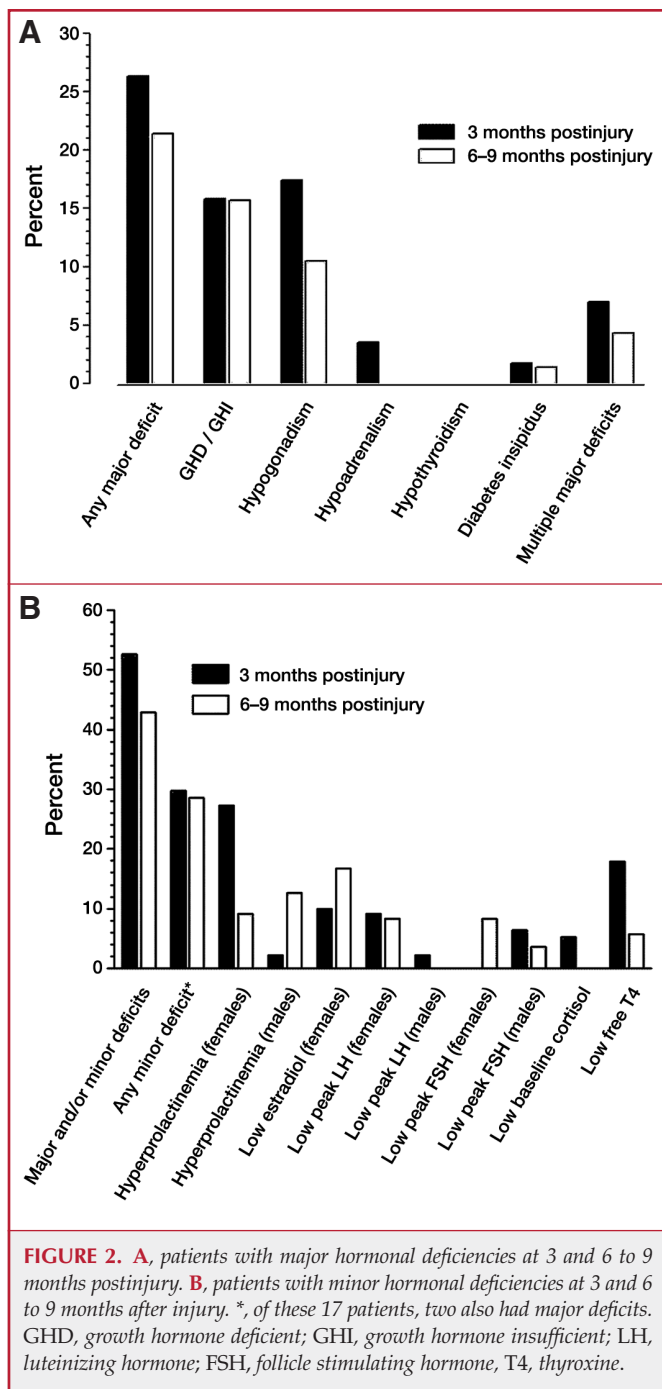 A
30
25
20
15
10
5
0
Percent
3 months postinjury
6–9 months postinjury
Any major deficit
GHD / GHI
Hypogonadism
Hypoadrenalism
Hypothyroidism
Diabetes insipidus
Multiple major deficits
B
60
50
40
30
20
10
0
Percent
3 months postinjury
6–9 months postinjury
Major and/or minor deficits
Any minor deficit*
Hyperprolactinemia (females)
Hyperprolactinemia (males)
Low estradiol (females)
Low peak LH (females)
Low peak LH (males)
Low peak FSH (females)
Low peak FSH (males)
Low baseline cortisol
Low free T4
FIGURE 2. A, patients with major hormonal deficiencies at 3 and 6 to 9
months postinjury. B, patients with minor hormonal deficiencies at 3 and 6
to 9 months after injury. *, of these 17 patients, two also had major deficits.
GHD, growth hormone deficient; GHI, growth hormone insufficient; LH,
luteinizing hormone; FSH, follicle stimulating hormone, T4, thyroxine.